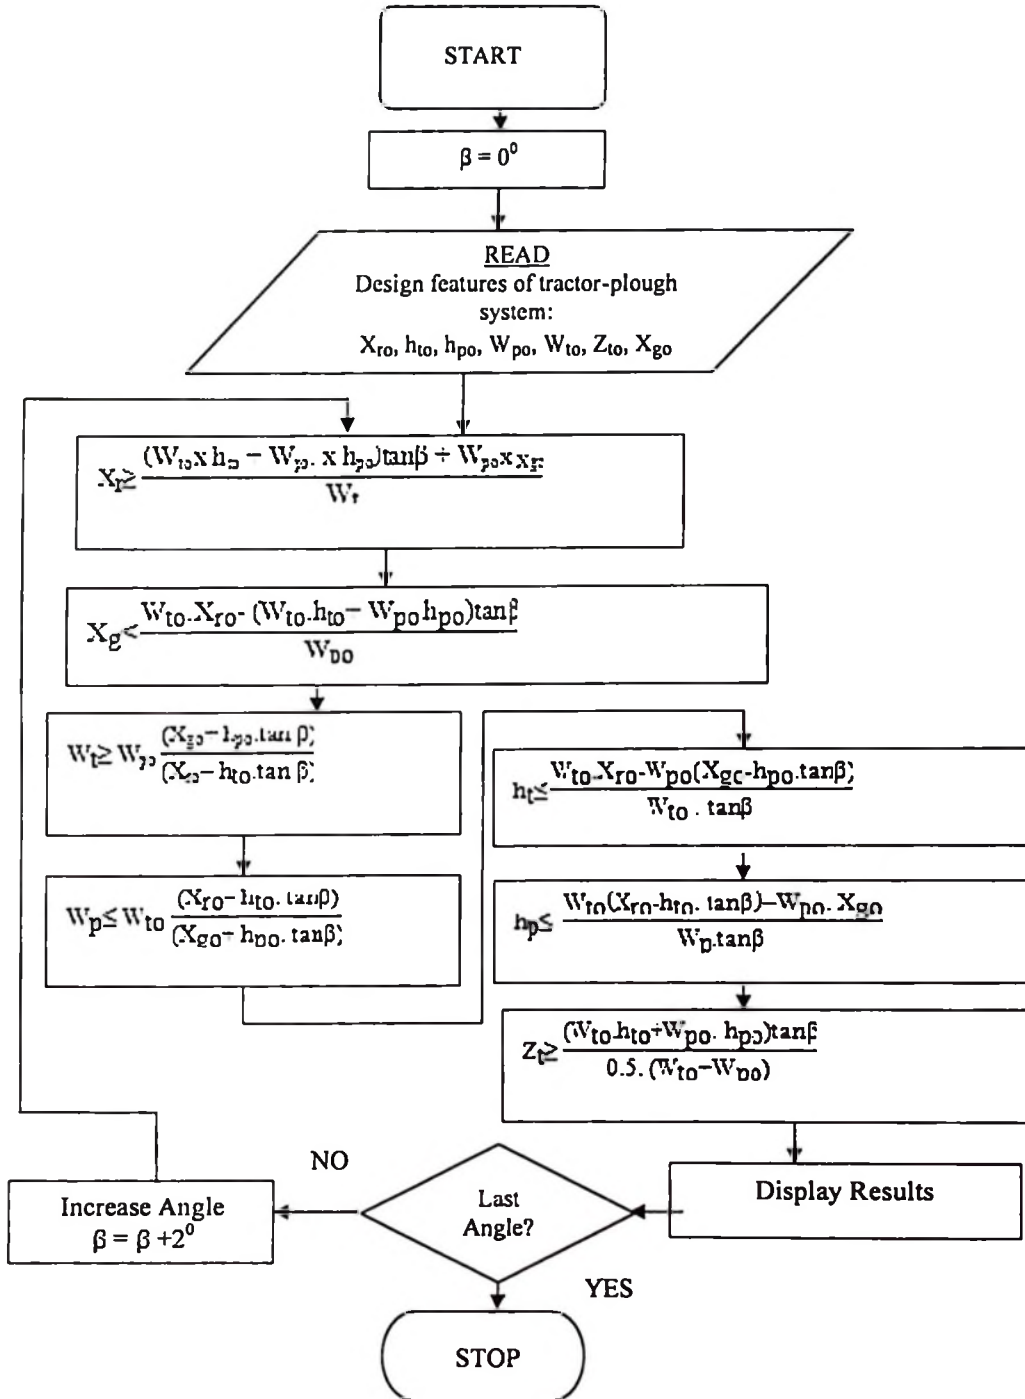 START
β = 0⁰
READ
Design features of tractor-plough
system:
Xro, hto, hpo, Wpo, Wto, Zto, Xgo
Xr≥ (Wto x hto − Wpo. x hpo)tanβ + Wpo x
Wt
Xg< Wto.Xro- (Wto.hto− Wpo.hpo)tanβ
Wpo
Wt≥ Wpo (Xgo−hpo.tan β)
( −hto.tan β)
Wp≤ Wto (Xro−hto. tanβ)
(Xgo− hpo. tanβ)
ht≤ Wto.Xro-Wpo(Xgo-hpo.tanβ)
Wto . tanβ
hp≤ Wto(Xro-hto. tanβ)−Wpo. Xgo
Wp.tanβ
Zt≥ (Wto.hto+Wpo. hpo)tanβ
0.5. (Wto−Wpo)
Display Results
Last
Angle?
NO
Increase Angle
β = β +2⁰
YES
STOP